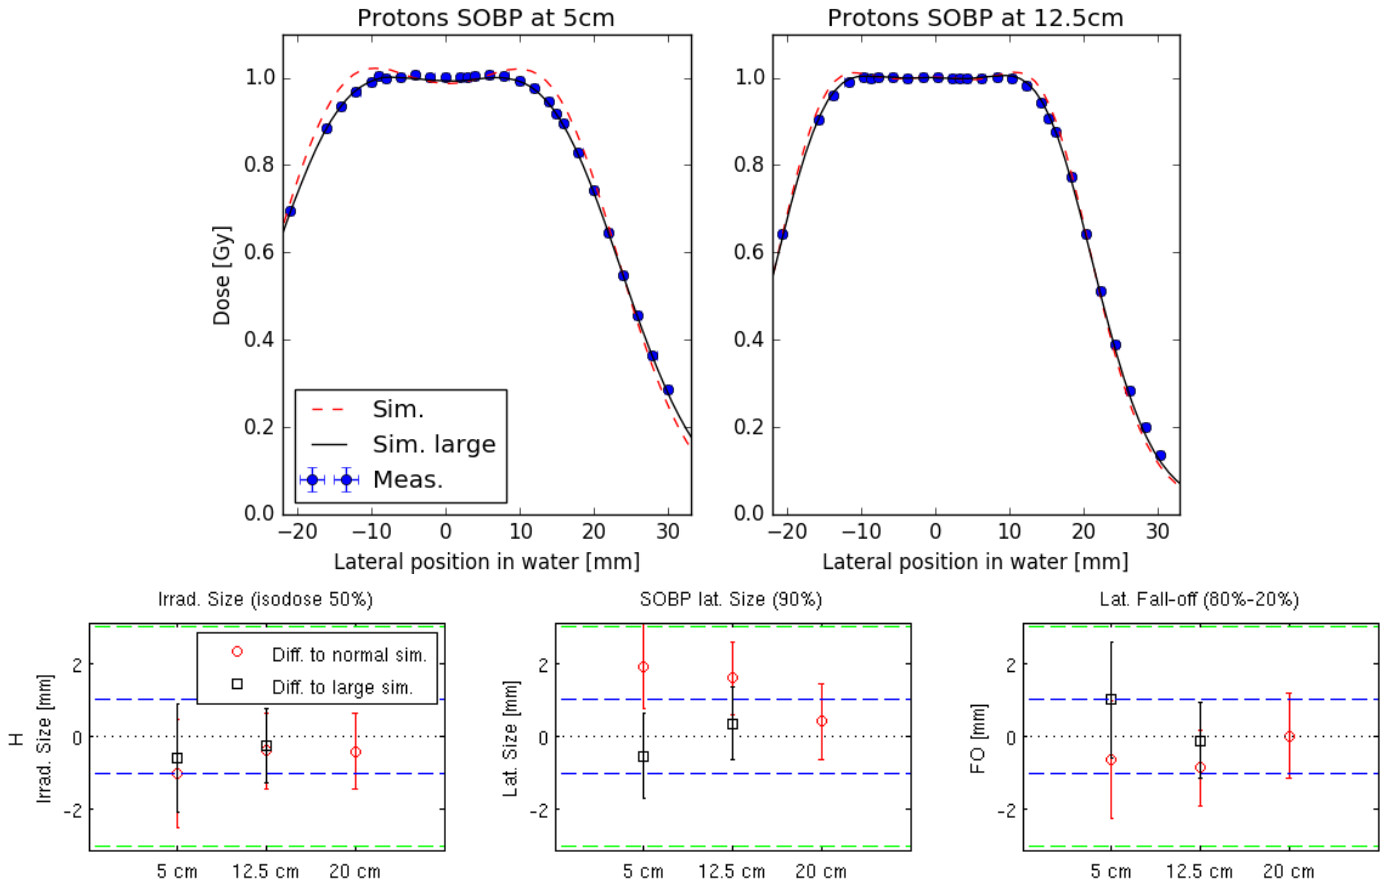 Protons SOBP at 5cm
Protons SOBP at 12.5cm
Dose [Gy]
1.0
0.8
0.6
0.4
0.2
0.0
Sim.
Sim. large
Meas.
−20 −10 0 10 20 30
Lateral position in water [mm]
1.0
0.8
0.6
0.4
0.2
0.0
−20 −10 0 10 20 30
Lateral position in water [mm]
Irrad. Size (isodose 50%)
H
Irrad. Size [mm]
2
0
-2
Diff. to normal sim.
Diff. to large sim.
5 cm 12.5 cm 20 cm
SOBP lat. Size (90%)
Lat. Size [mm]
2
0
-2
5 cm 12.5 cm 20 cm
Lat. Fall-off (80%-20%)
FO [mm]
2
0
-2
5 cm 12.5 cm 20 cm